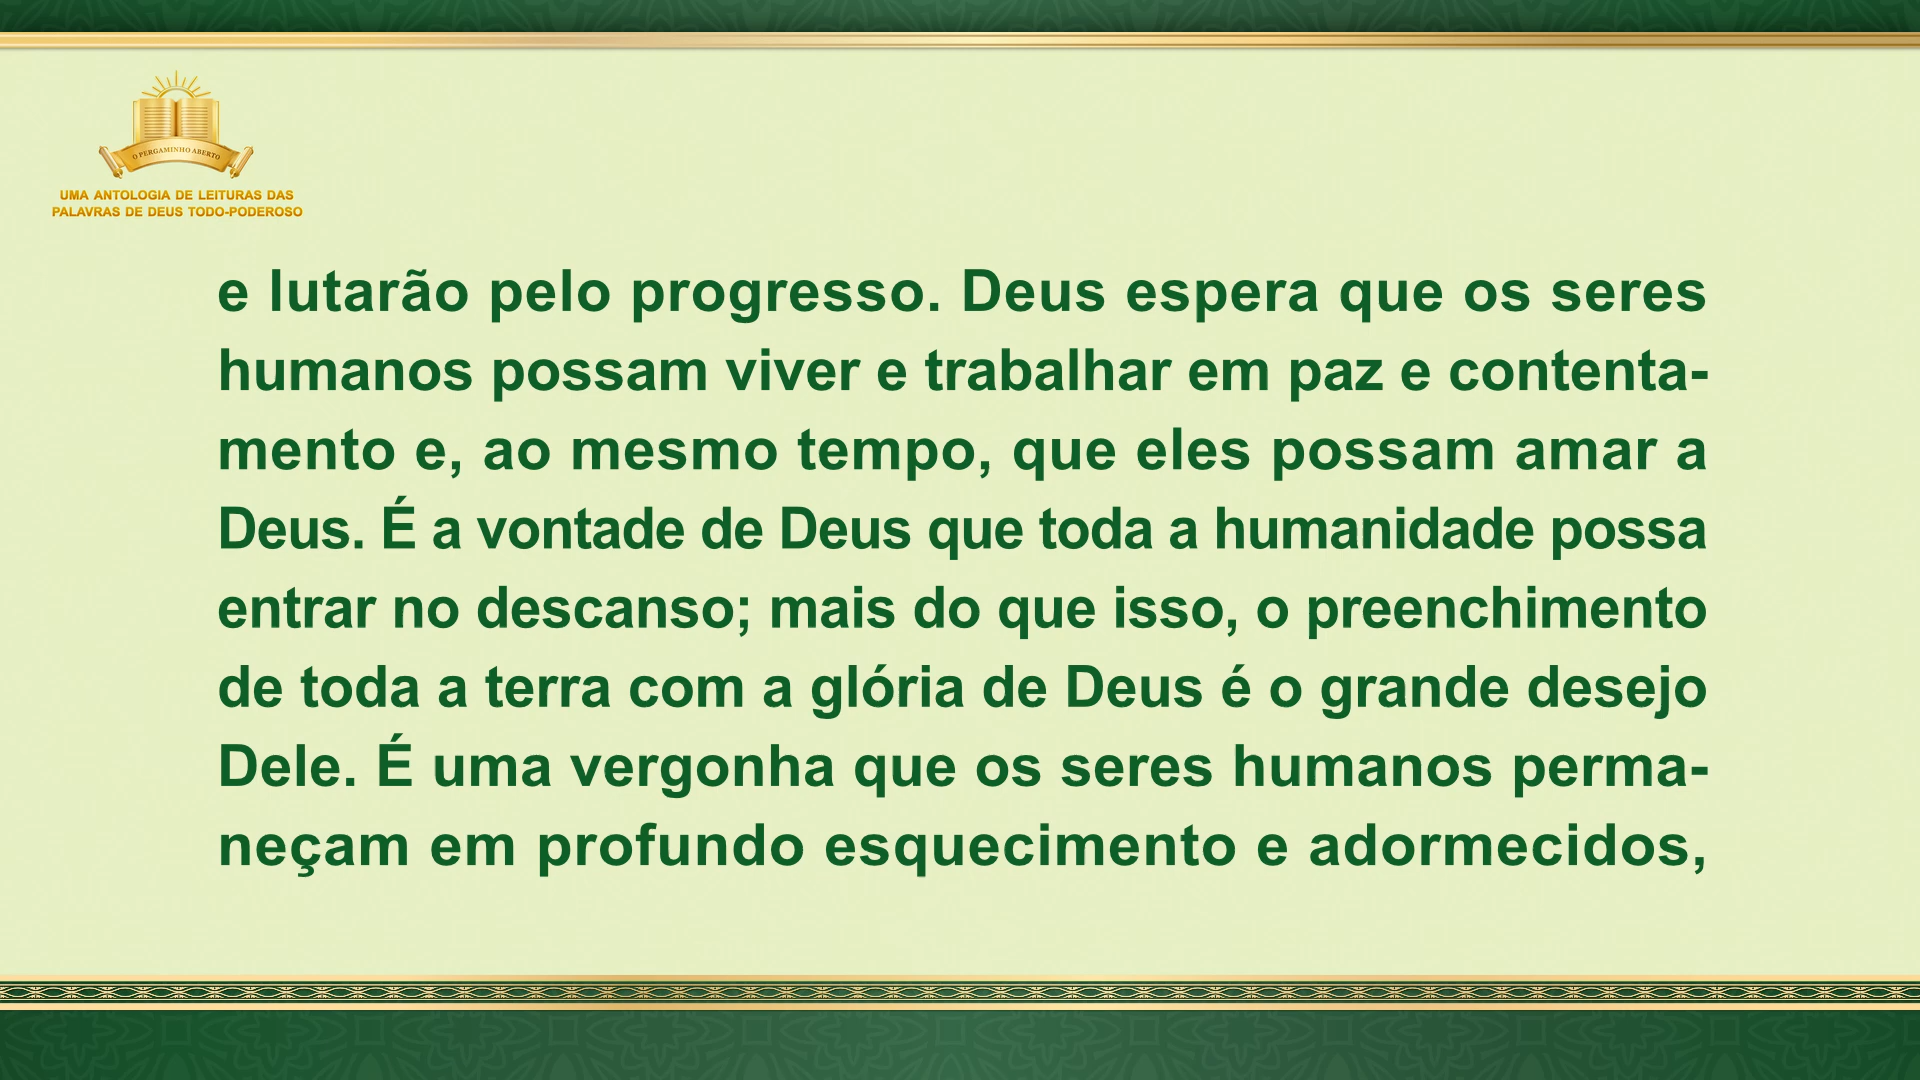 O PERGAMINHO ABERTO
UMA ANTOLOGIA DE LEITURAS DAS
PALAVRAS DE DEUS TODO-PODEROSO
e lutarão pelo progresso. Deus espera que os seres
humanos possam viver e trabalhar em paz e contenta-
mento e, ao mesmo tempo, que eles possam amar a
Deus. É a vontade de Deus que toda a humanidade possa
entrar no descanso; mais do que isso, o preenchimento
de toda a terra com a glória de Deus é o grande desejo
Dele. É uma vergonha que os seres humanos perma-
neçam em profundo esquecimento e adormecidos,